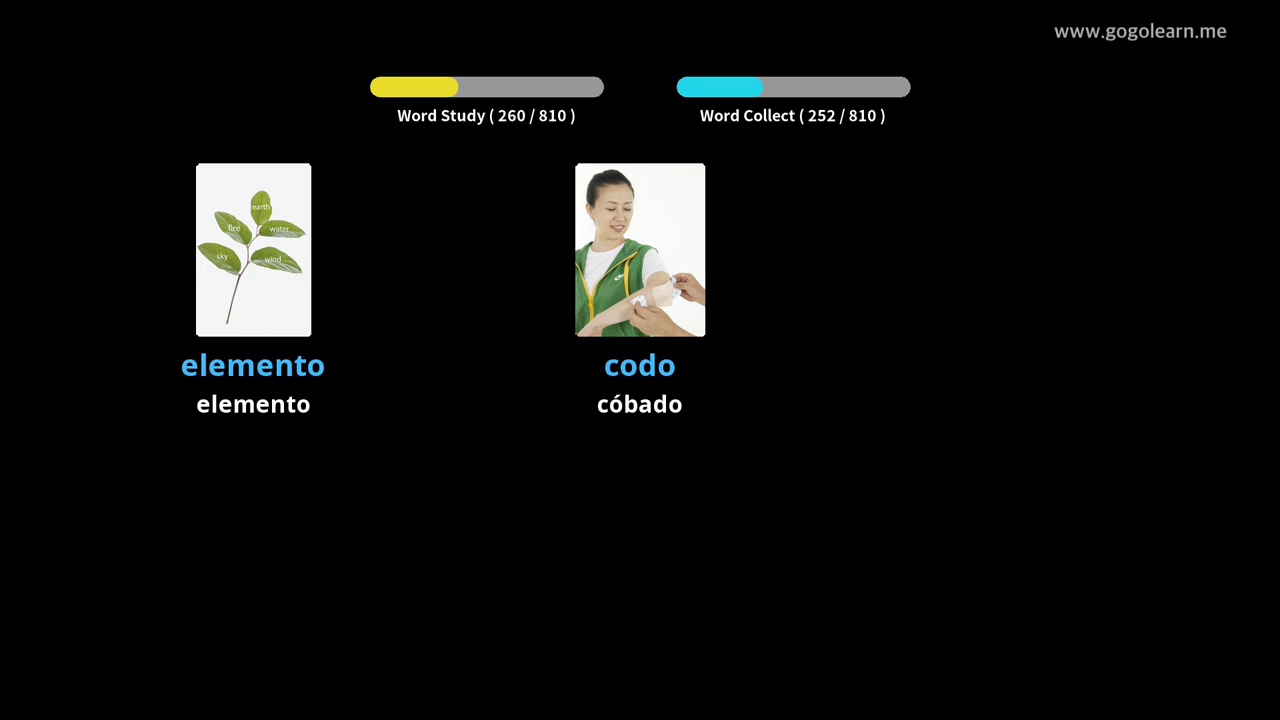 www.gogolearn.me
Word Study ( 260 / 810 )
Word Collect ( 252 / 810 )
earth
fire
water
sky
wind
elemento
codo
elemento
cóbado